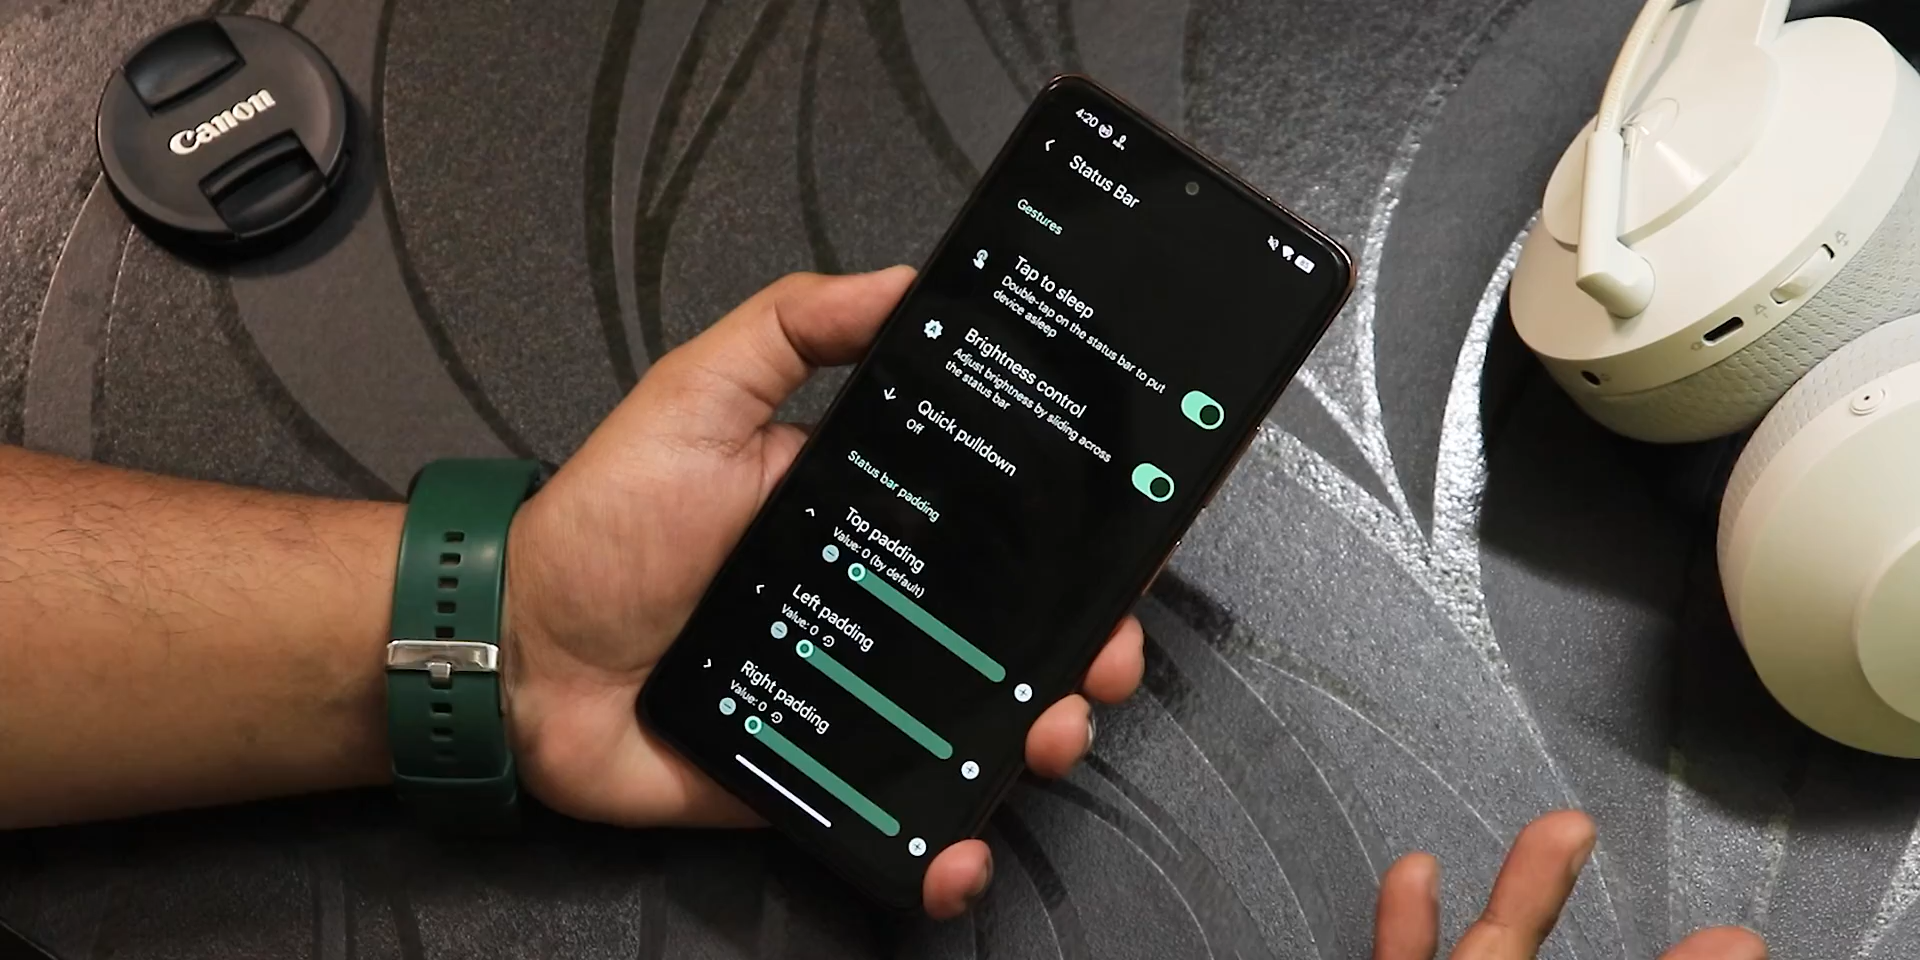 Canon
4:20
Status Bar
Gestures
Tap to sleep
Double-tap on the status bar to put
device asleep
Brightness control
Adjust brightness by sliding across
the status bar
Quick pulldown
Off
Status bar padding
Top padding
Value: 0 (by default)
Left padding
Value: 0
Right padding
Value: 0